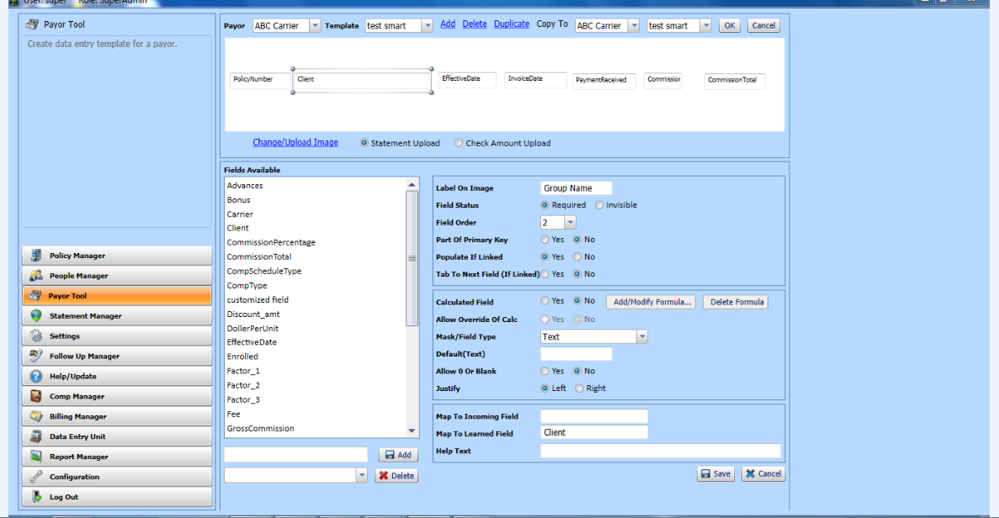 User: super Role: SuperAdmin
Payor Tool
Create data entry template for a payor.
Policy Manager
People Manager
Payor Tool
Statement Manager
Settings
Follow Up Manager
Help/Update
Comp Manager
Billing Manager
Data Entry Unit
Report Manager
Configuration
Log Out
Payor ABC Carrier Template test smart Add Delete Duplicate Copy To ABC Carrier test smart OK Cancel
PolicyNumber Client EffectiveDate InvoiceDate PaymentReceived Commissior CommissionTotal
Change/Upload Image Statement Upload Check Amount Upload
Fields Available
Advances
Bonus
Carrier
Client
CommissionPercentage
CommissionTotal
CompScheduleType
CompType
customized field
Discount_amt
DollerPerUnit
EffectiveDate
Enrolled
Factor_1
Factor_2
Factor_3
Fee
GrossCommission
Add
Delete
Label On Image Group Name
Field Status Required Invisible
Field Order 2
Part Of Primary Key Yes No
Populate If Linked Yes No
Tab To Next Field (If Linked) Yes No
Calculated Field Yes No Add/Modify Formula... Delete Formula
Allow Override Of Calc Yes No
Mask/Field Type Text
Default(Text)
Allow 0 Or Blank Yes No
Justify Left Right
Map To Incoming Field
Map To Learned Field Client
Help Text
Save Cancel